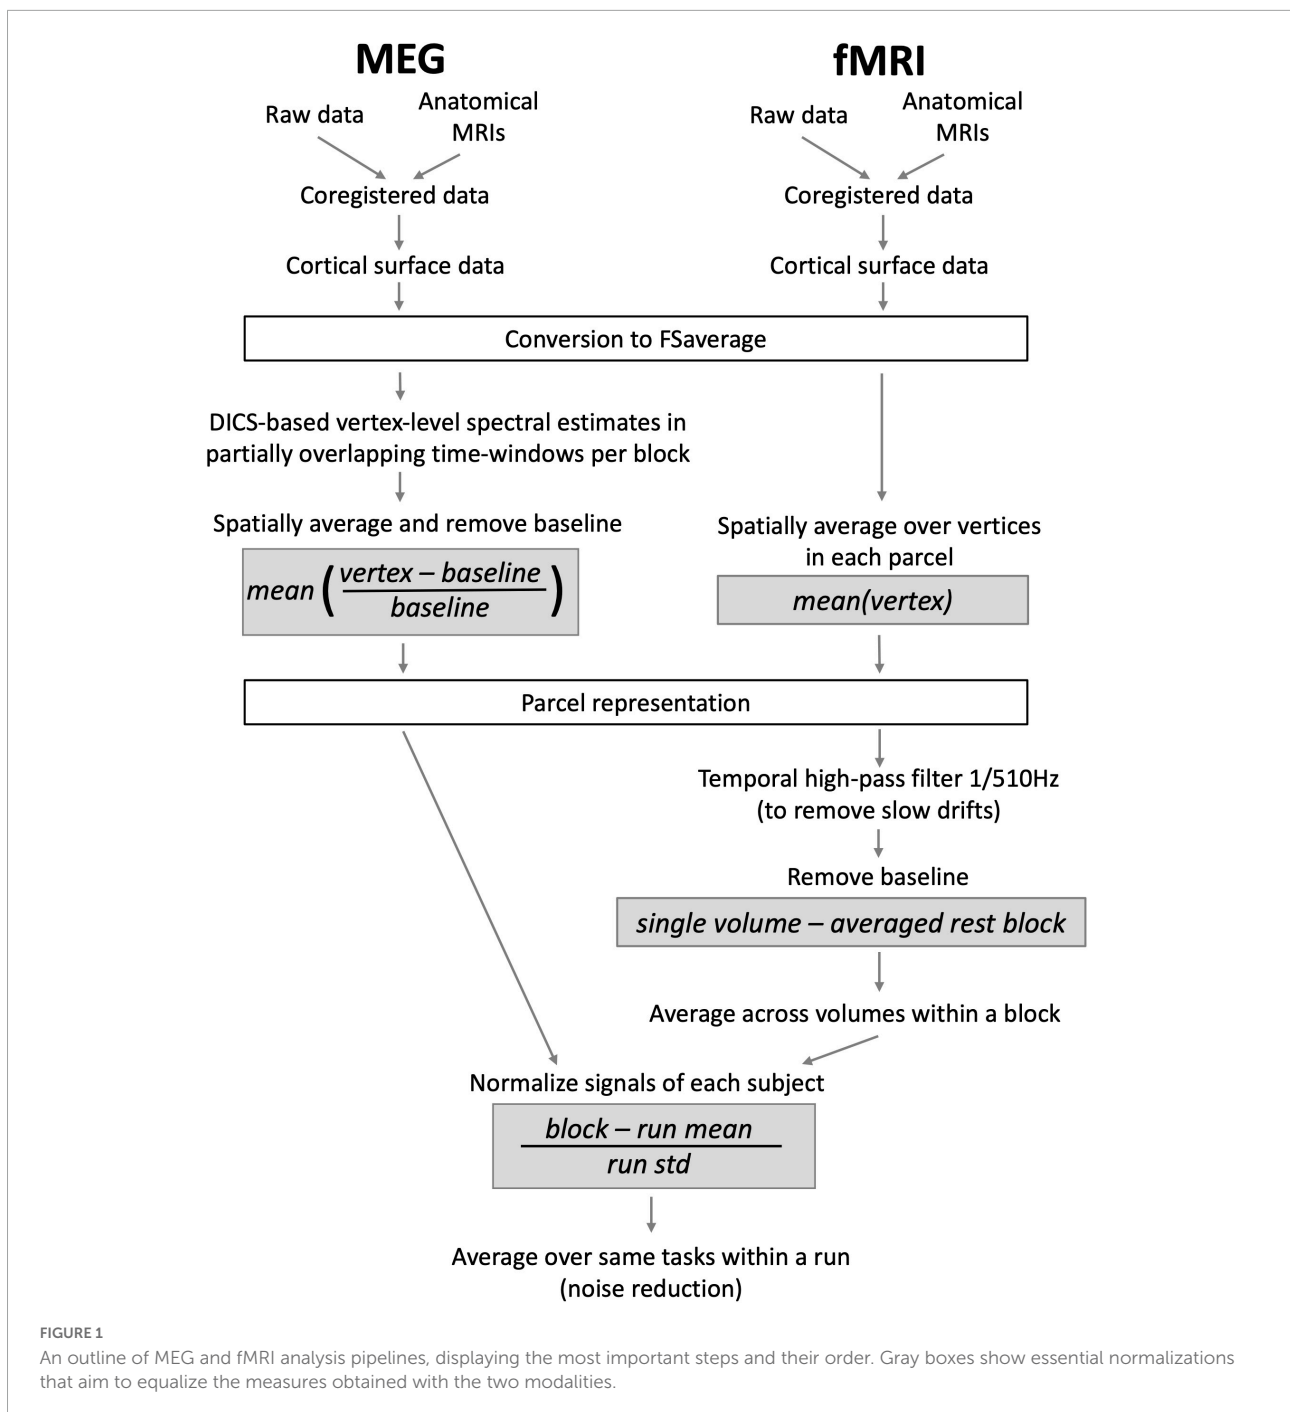 MEG
fMRI
Raw data
Anatomical
MRIs
Raw data
Anatomical
MRIs
Coregistered data
Coregistered data
Cortical surface data
Cortical surface data
Conversion to FSaverage
DICS-based vertex-level spectral estimates in
partially overlapping time-windows per block
Spatially average and remove baseline
mean ( vertex – baseline
baseline )
Spatially average over vertices
in each parcel
mean(vertex)
Parcel representation
Temporal high-pass filter 1/510Hz
(to remove slow drifts)
Remove baseline
single volume – averaged rest block
Average across volumes within a block
Normalize signals of each subject
block – run mean
run std
Average over same tasks within a run
(noise reduction)
FIGURE 1
An outline of MEG and fMRI analysis pipelines, displaying the most important steps and their order. Gray boxes show essential normalizations
that aim to equalize the measures obtained with the two modalities.